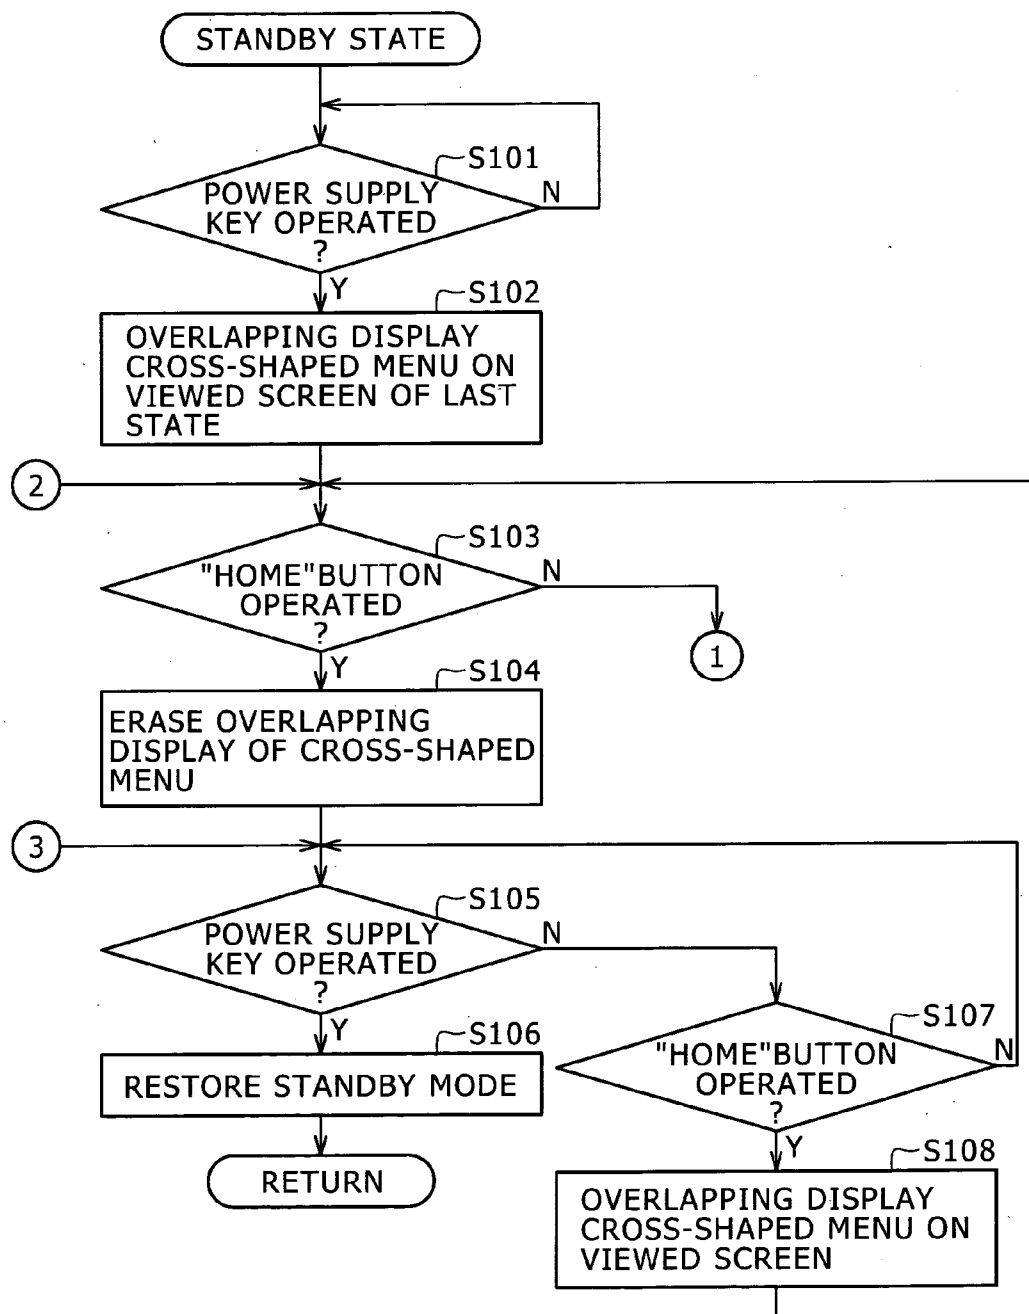 STANDBY STATE
S101
POWER SUPPLY
KEY OPERATED
?
N
Y
S102
OVERLAPPING DISPLAY
CROSS-SHAPED MENU ON
VIEWED SCREEN OF LAST
STATE
2
S103
"HOME"BUTTON
OPERATED
?
N
1
Y
S104
ERASE OVERLAPPING
DISPLAY OF CROSS-SHAPED
MENU
3
S105
POWER SUPPLY
KEY OPERATED
?
N
Y
S106
RESTORE STANDBY MODE
RETURN
S107
"HOME"BUTTON
OPERATED
?
N
Y
S108
OVERLAPPING DISPLAY
CROSS-SHAPED MENU ON
VIEWED SCREEN